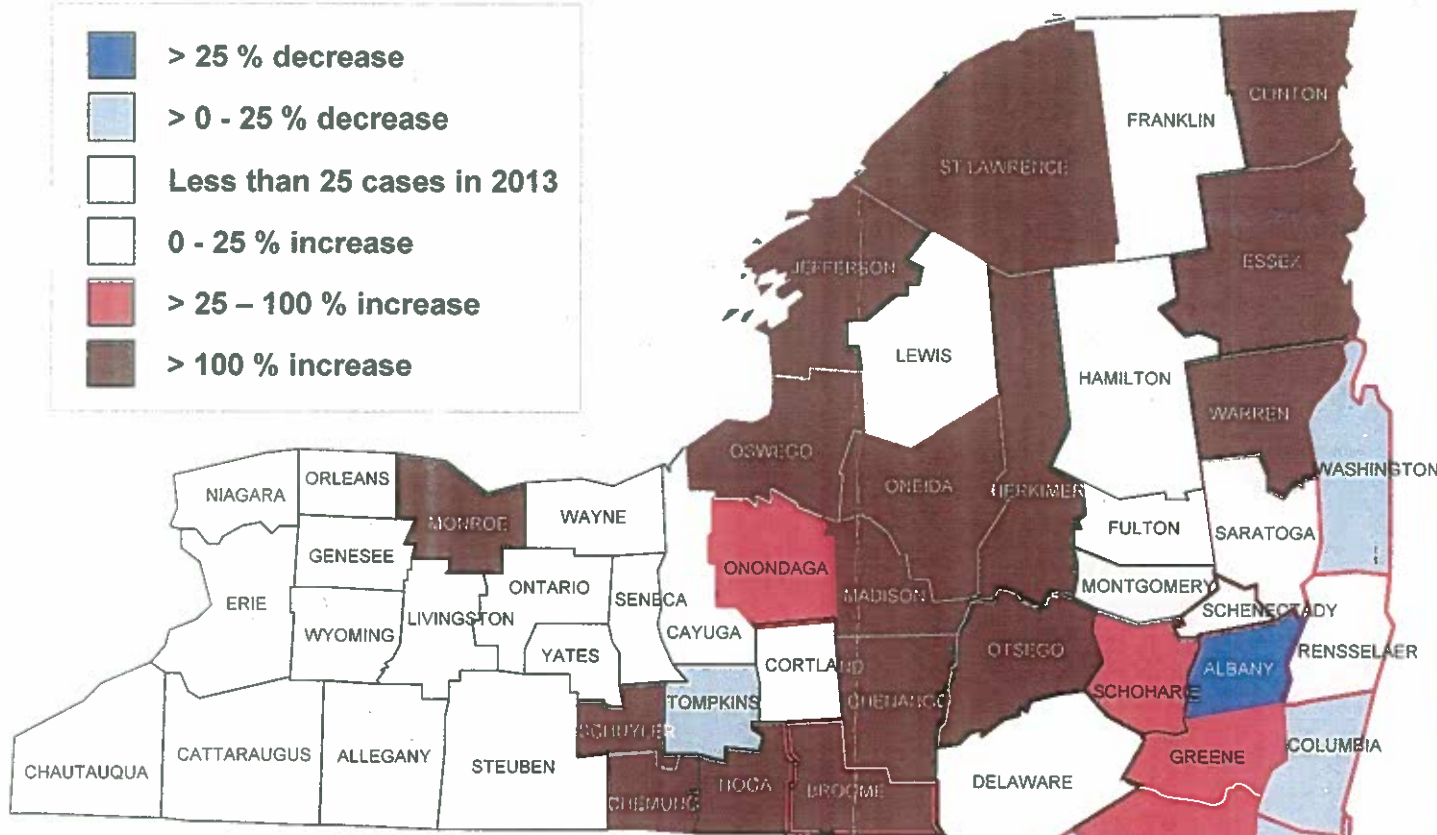 > 25 % decrease
> 0 - 25 % decrease
Less than 25 cases in 2013
0 - 25 % increase
> 25 – 100 % increase
> 100 % increase
CLINTON
FRANKLIN
ST LAWRENCE
ESSEX
JEFFERSON
LEWIS
HAMILTON
WARREN
WASHINGTON
OSWEGO
ONEIDA
HERKIMER
NIAGARA
ORLEANS
MONROE
WAYNE
FULTON
SARATOGA
GENESEE
ONONDAGA
ONTARIO
MONTGOMERY
MADISON
SENECA
ERIE
SCHENECTADY
LIVINGSTON
WYOMING
CAYUGA
YATES
CORTLAND
OTSEGO
RENSSELAER
ALBANY
SCHOHARIE
TOMPKINS
CHENANGO
SCHUYLER
COLUMBIA
CATTARAUGUS
ALLEGANY
GREENE
STEUBEN
CHAUTAUQUA
DELAWARE
TIOGA
BROOME
CHEMUNG